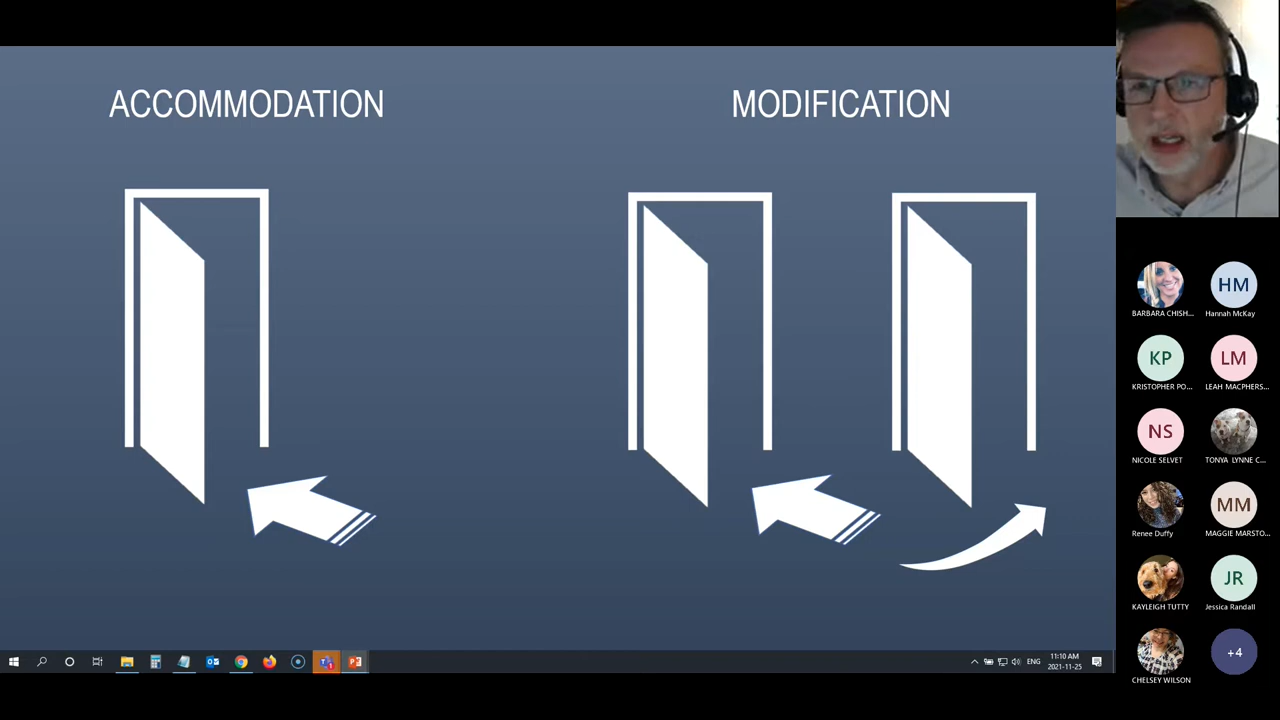 ACCOMMODATION
MODIFICATION
BARBARA CHISH...
HM
Hannah McKay
KP
KRISTOPHER PO...
LM
LEAH MACPHERS...
NS
NICOLE SELVET
TONYA LYNNE C...
Renee Duffy
MM
MAGGIE MARSTO...
KAYLEIGH TUTTY
JR
Jessica Randall
CHELSEY WILSON
+4
ENG
11:10 AM
2021-11-25